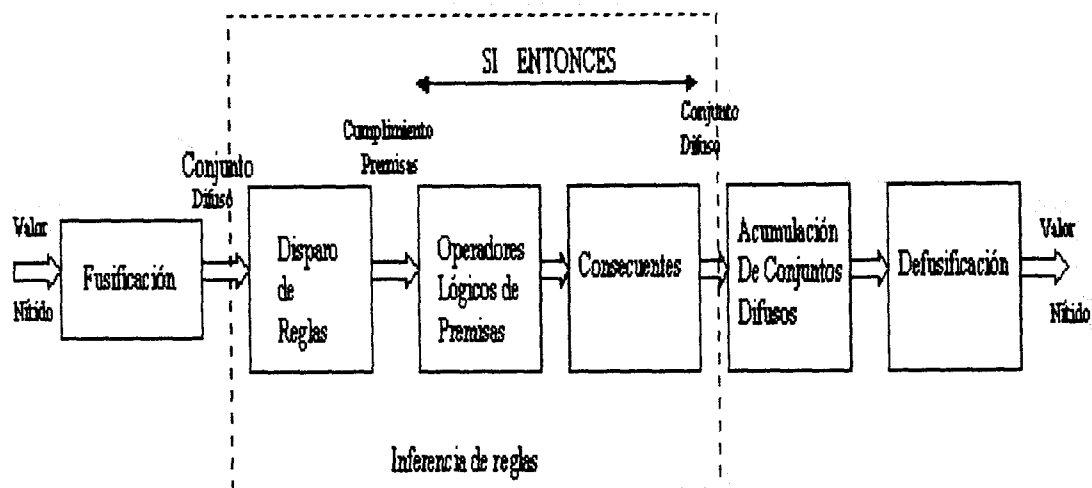 SI ENTONCES
Conjunto
Difuso
Cumplimiento
Premisas
Conjunto
Difuso
Valor
Nítido
Fusificación
Disparo
de
Reglas
Operadores
Lógicos de
Premisas
Consecuentes
Acumulación
De Conjuntos
Difusos
Defusificación
Valor
Nítido
Inferencia de reglas